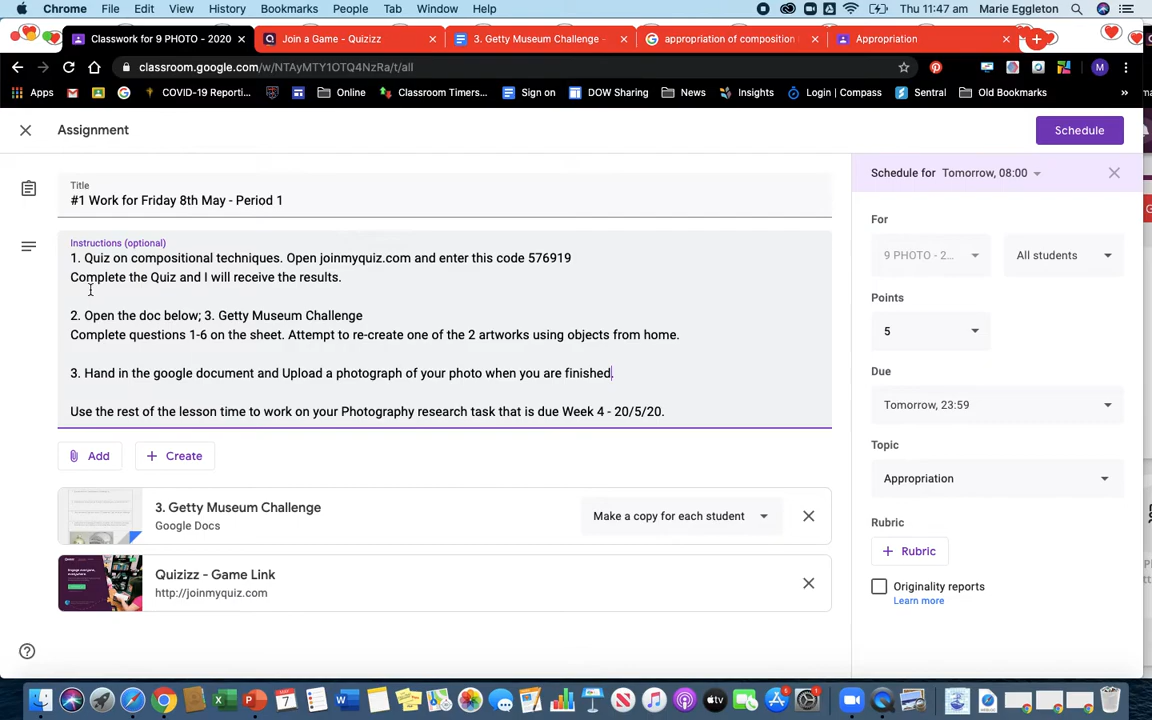 Chrome File Edit View History Bookmarks People Tab Window Help Thu 11:47 am Marie Eggleton
Classwork for 9 PHOTO - 2020 Join a Game - Quizizz 3. Getty Museum Challenge - appropriation of composition Appropriation
classroom.google.com/w/NTAyMTY1OTQ4NzRa/t/all
Apps COVID-19 Reporti... Online Classroom Timers... Sign on DOW Sharing News Insights Login | Compass Sentral Old Bookmarks »
Assignment
Schedule
Title
#1 Work for Friday 8th May - Period 1
Instructions (optional)
1. Quiz on compositional techniques. Open joinmyquiz.com and enter this code 576919
Complete the Quiz and I will receive the results.
2. Open the doc below; 3. Getty Museum Challenge
Complete questions 1-6 on the sheet. Attempt to re-create one of the 2 artworks using objects from home.
3. Hand in the google document and Upload a photograph of your photo when you are finished.
Use the rest of the lesson time to work on your Photography research task that is due Week 4 - 20/5/20.
Add + Create
3. Getty Museum Challenge
Google Docs
Make a copy for each student
Quizizz - Game Link
http://joinmyquiz.com
Schedule for Tomorrow, 08:00
For
9 PHOTO - 2... All students
Points
5
Due
Tomorrow, 23:59
Topic
Appropriation
Rubric
+ Rubric
Originality reports
Learn more